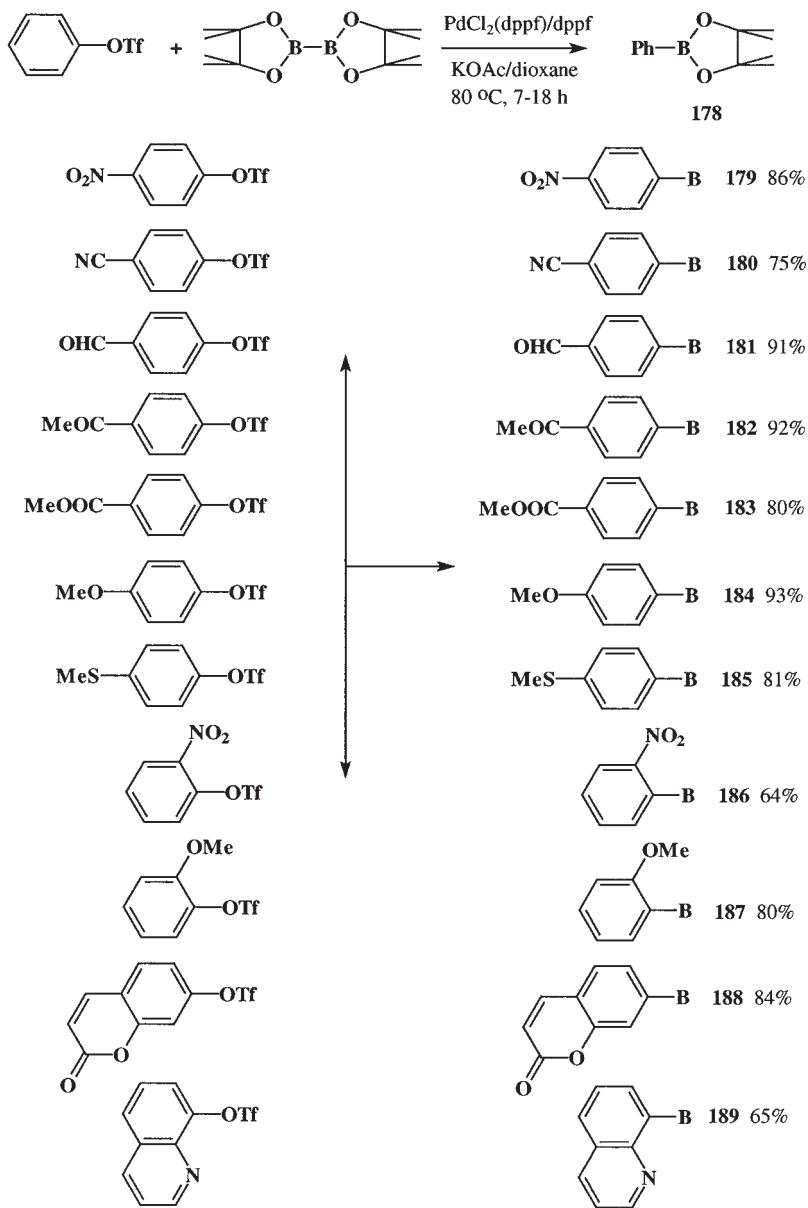 OTf + O O B B O O PdCl2(dppf)/dppf Ph B O O
KOAc/dioxane
80 °C, 7-18 h
178
O2N OTf O2N B 179 86%
NC OTf NC B 180 75%
OHC OTf OHC B 181 91%
MeOC OTf MeOC B 182 92%
MeOOC OTf MeOOC B 183 80%
MeO OTf MeO B 184 93%
MeS OTf MeS B 185 81%
NO2 NO2
OTf B 186 64%
OMe OMe
OTf B 187 80%
OTf B 188 84%
O O O O
OTf B 189 65%
N N